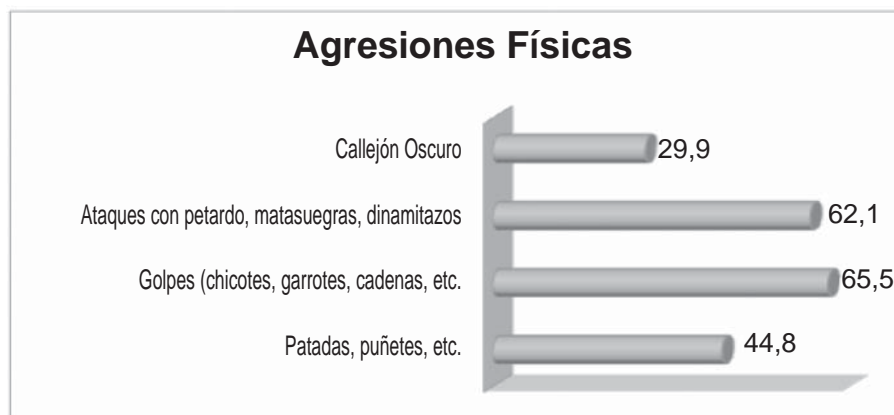 Agresiones Físicas
Callejón Oscuro 29,9
Ataques con petardo, matasuegras, dinamitazos 62,1
Golpes (chicotes, garrotes, cadenas, etc. 65,5
Patadas, puñetes, etc. 44,8